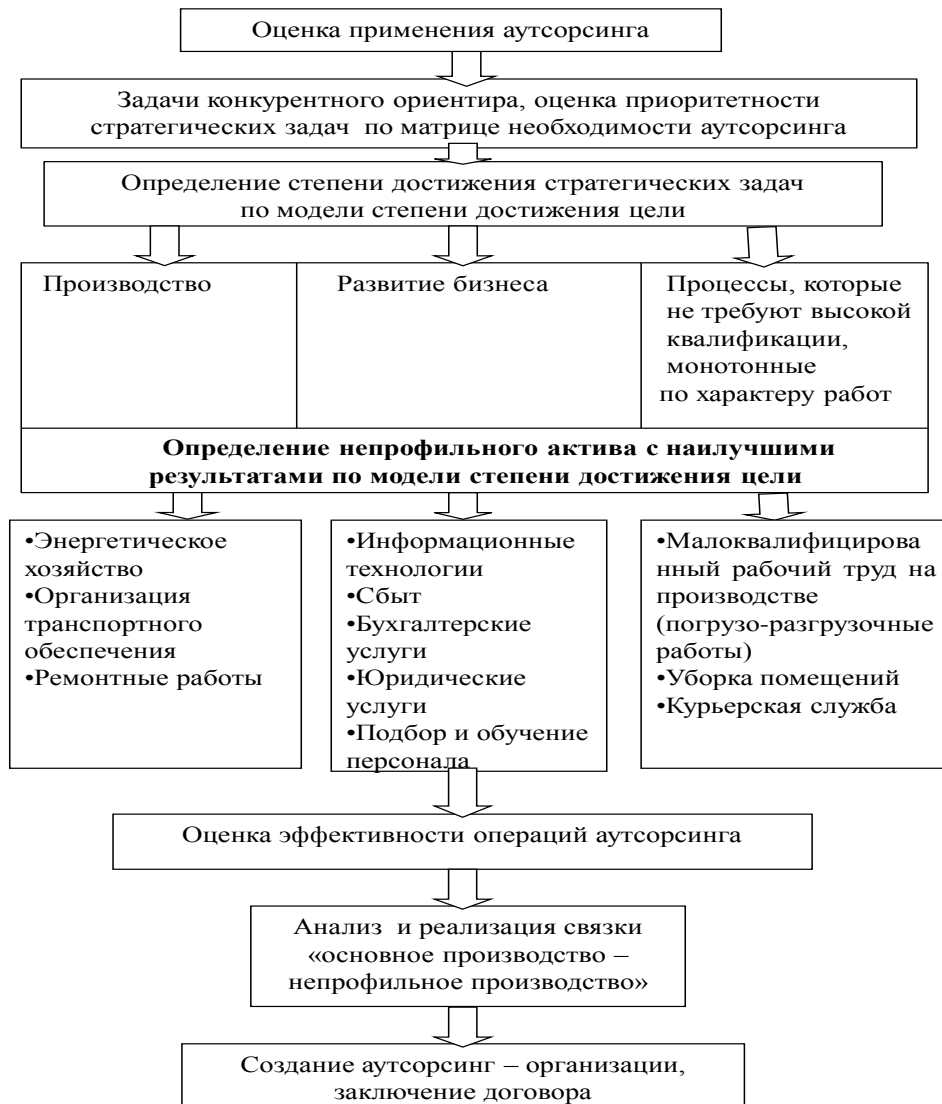 Оценка применения аутсорсинга
Задачи конкурентного ориентира, оценка приоритетности
стратегических задач по матрице необходимости аутсорсинга
Определение степени достижения стратегических задач
по модели степени достижения цели
Производство
Развитие бизнеса
Процессы, которые
не требуют высокой
квалификации,
монотонные
по характеру работ
Определение непрофильного актива с наилучшими
результатами по модели степени достижения цели
•Энергетическое
хозяйство
•Организация
транспортного
обеспечения
•Ремонтные работы
•Информационные
технологии
•Сбыт
•Бухгалтерские
услуги
•Юридические
услуги
•Подбор и обучение
персонала
•Малоквалифицирова
нный рабочий труд на
производстве
(погрузо-разгрузочные
работы)
•Уборка помещений
•Курьерская служба
Оценка эффективности операций аутсорсинга
Анализ и реализация связки
«основное производство –
непрофильное производство»
Создание аутсорсинг – организации,
заключение договора